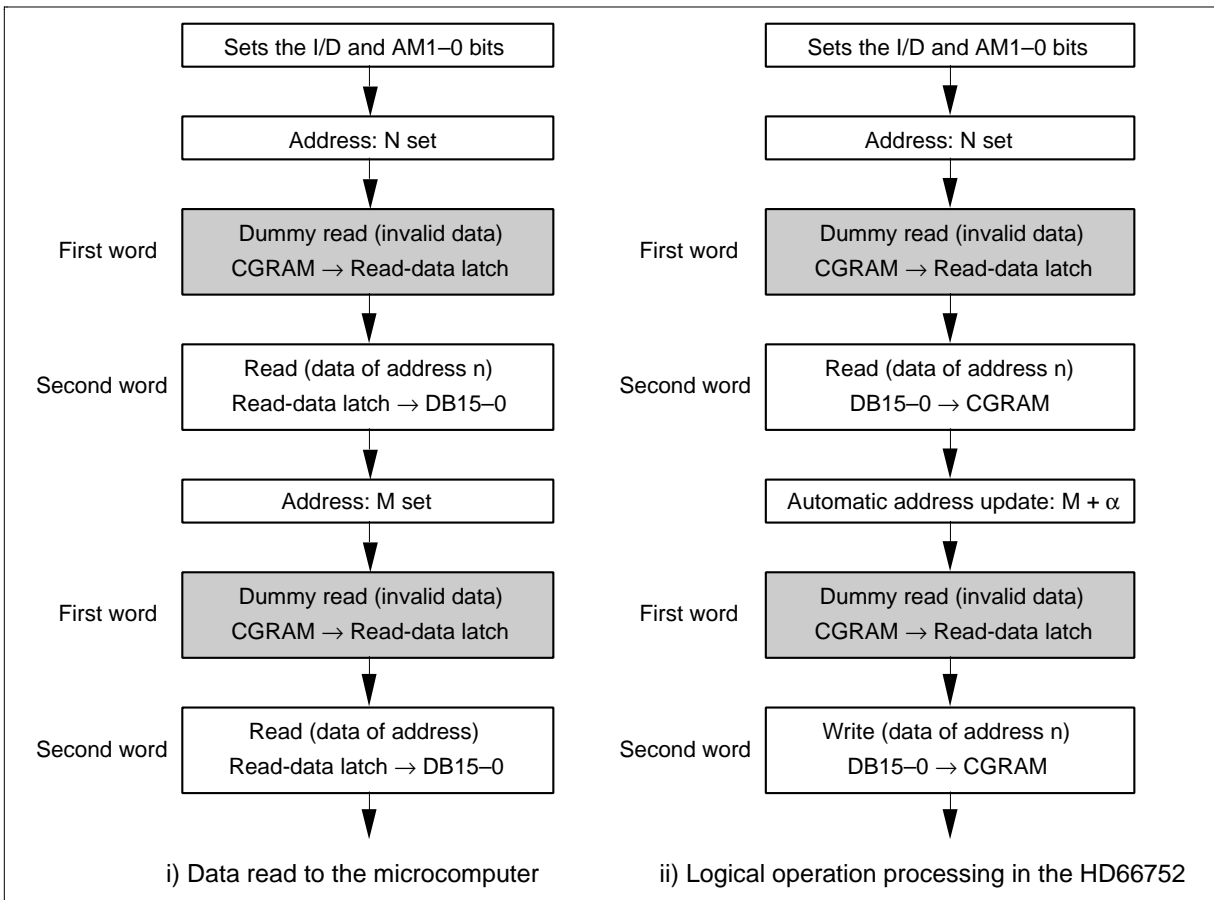 Sets the I/D and AM1–0 bits
Address: N set
First word
Dummy read (invalid data)
CGRAM → Read-data latch
Second word
Read (data of address n)
Read-data latch → DB15–0
Address: M set
First word
Dummy read (invalid data)
CGRAM → Read-data latch
Second word
Read (data of address)
Read-data latch → DB15–0
i) Data read to the microcomputer
Sets the I/D and AM1–0 bits
Address: N set
First word
Dummy read (invalid data)
CGRAM → Read-data latch
Second word
Read (data of address n)
DB15–0 → CGRAM
Automatic address update: M + α
First word
Dummy read (invalid data)
CGRAM → Read-data latch
Second word
Write (data of address n)
DB15–0 → CGRAM
ii) Logical operation processing in the HD66752